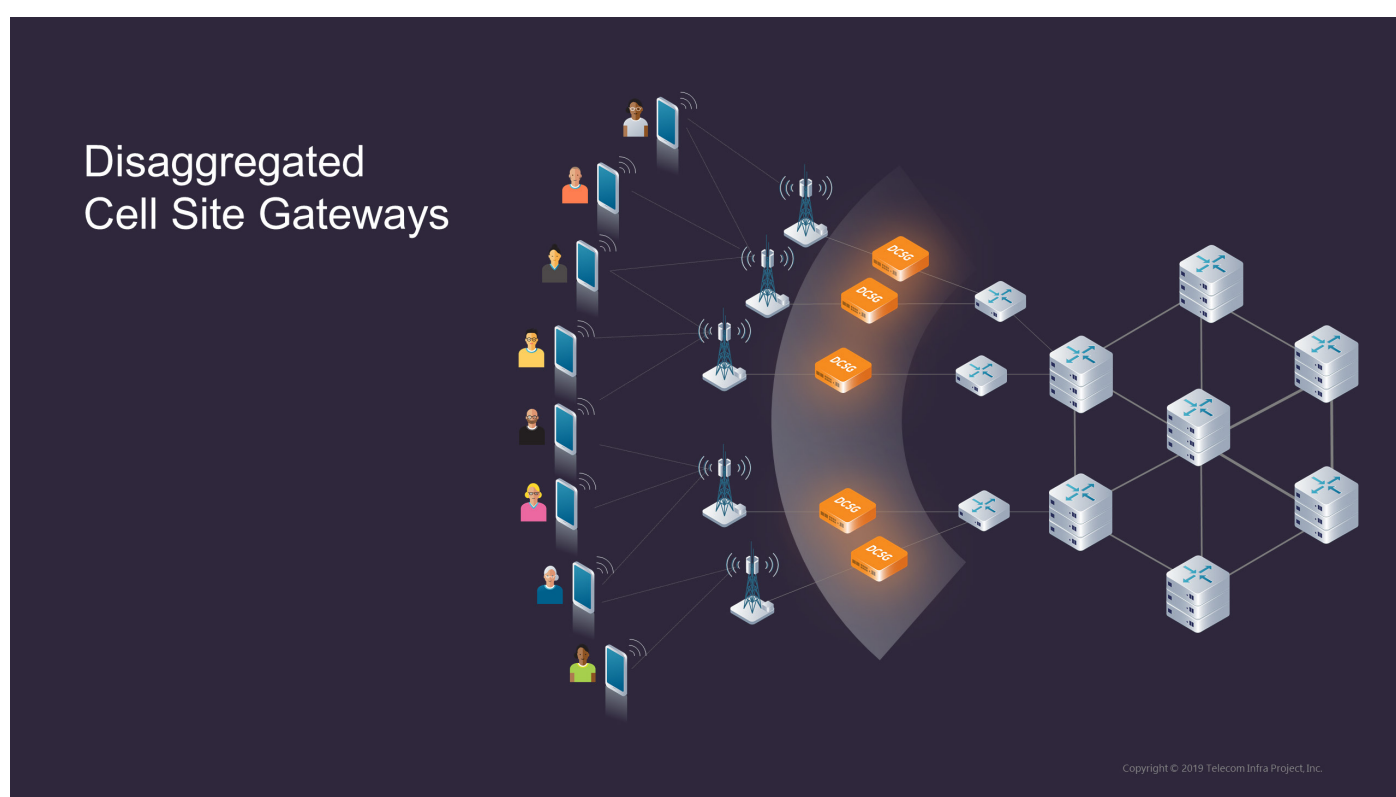 Disaggregated
Cell Site Gateways
DCSG
DCSG
DCSG
DCSG
DCSG
Copyright © 2019 Telecom Infra Project, Inc.